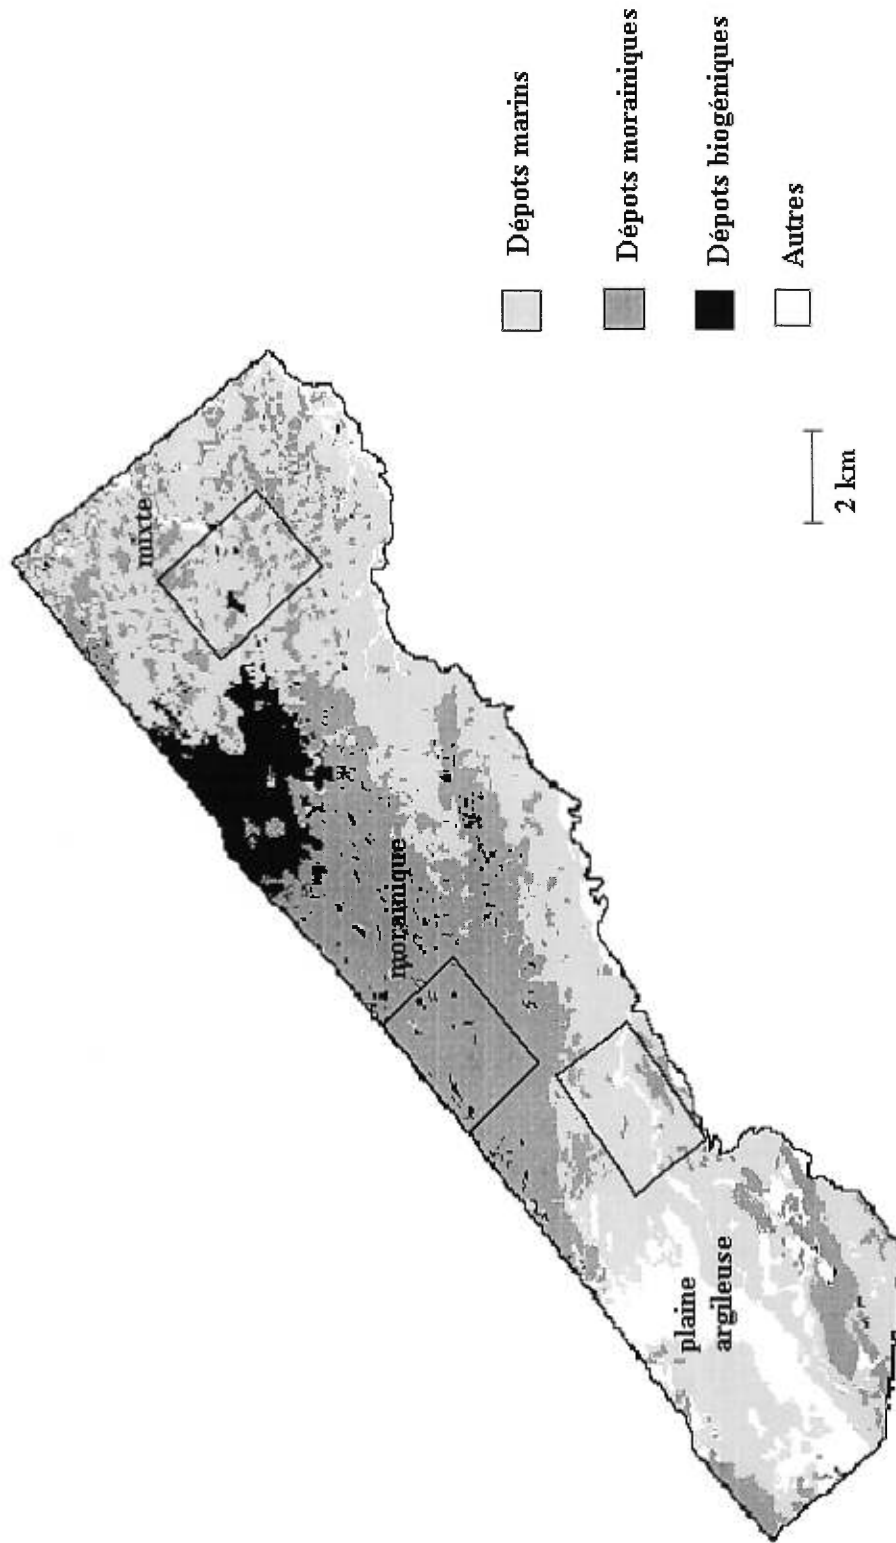 mixte
morainique
plaine
argileuse
Dépots marins
Dépots morainiques
Dépots biogéniques
Autres
2 km